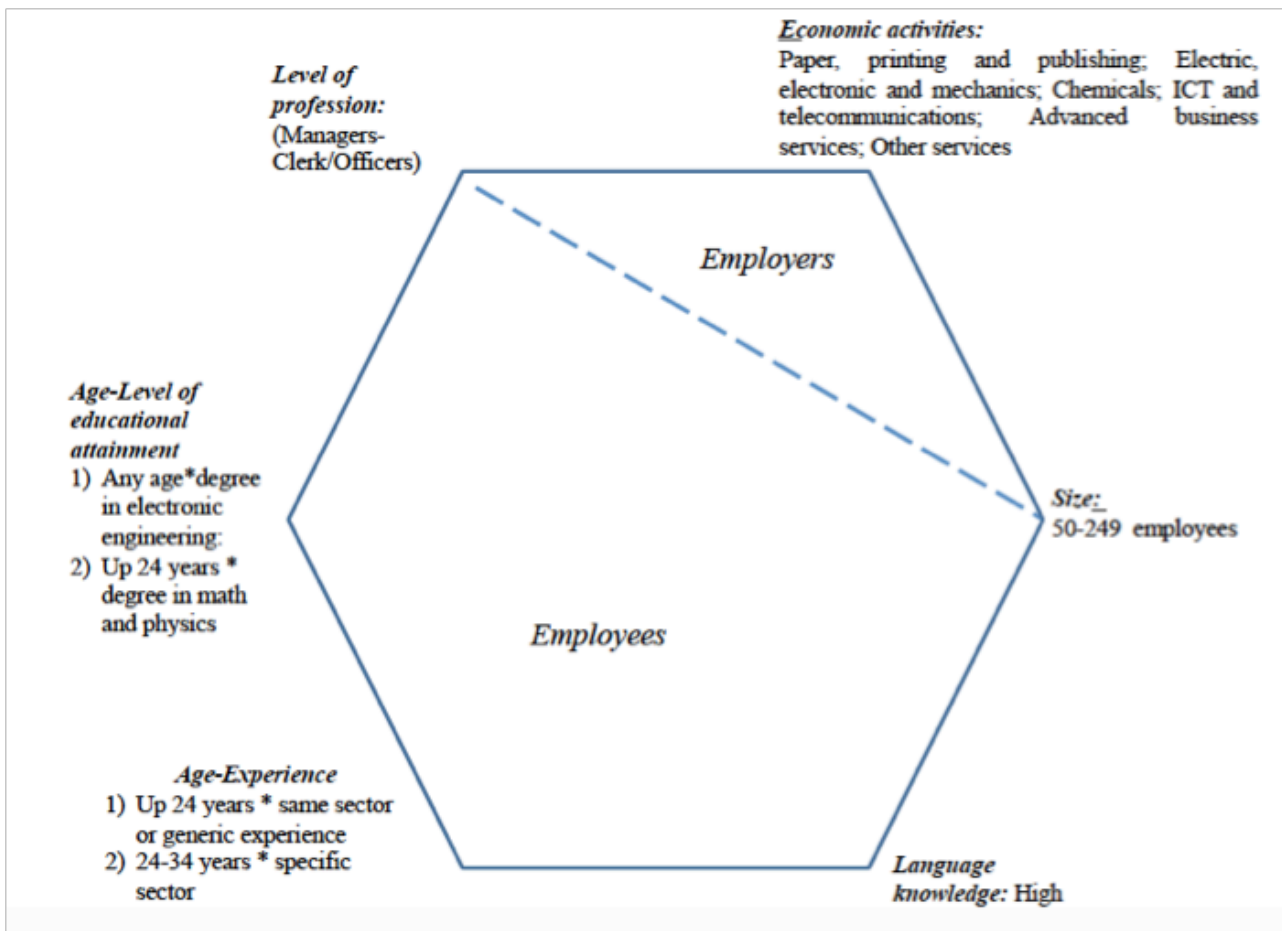 Economic activities:
Paper, printing and publishing; Electric,
electronic and mechanics; Chemicals; ICT and
telecommunications; Advanced business
services; Other services
Level of
profession:
(Managers-
Clerk/Officers)
Employers
Age-Level of
educational
attainment
1) Any age*degree
in electronic
engineering:
2) Up 24 years *
degree in math
and physics
Size:
50-249 employees
Employees
Age-Experience
1) Up 24 years * same sector
or generic experience
2) 24-34 years * specific
sector
Language
knowledge: High